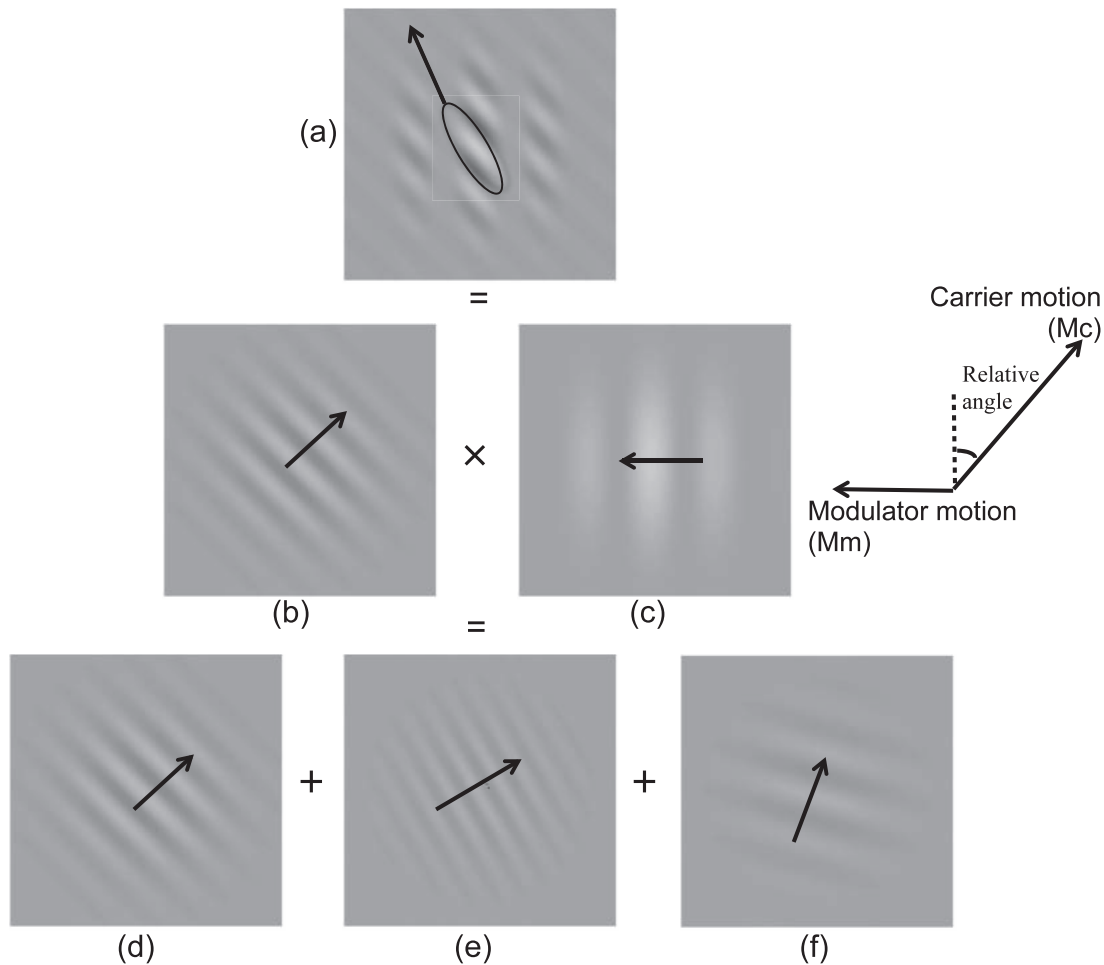 (a)
=
Carrier motion
(Mc)
Relative
angle
×
Modulator motion
(Mm)
(b)
(c)
=
+
+
(d)
(e)
(f)